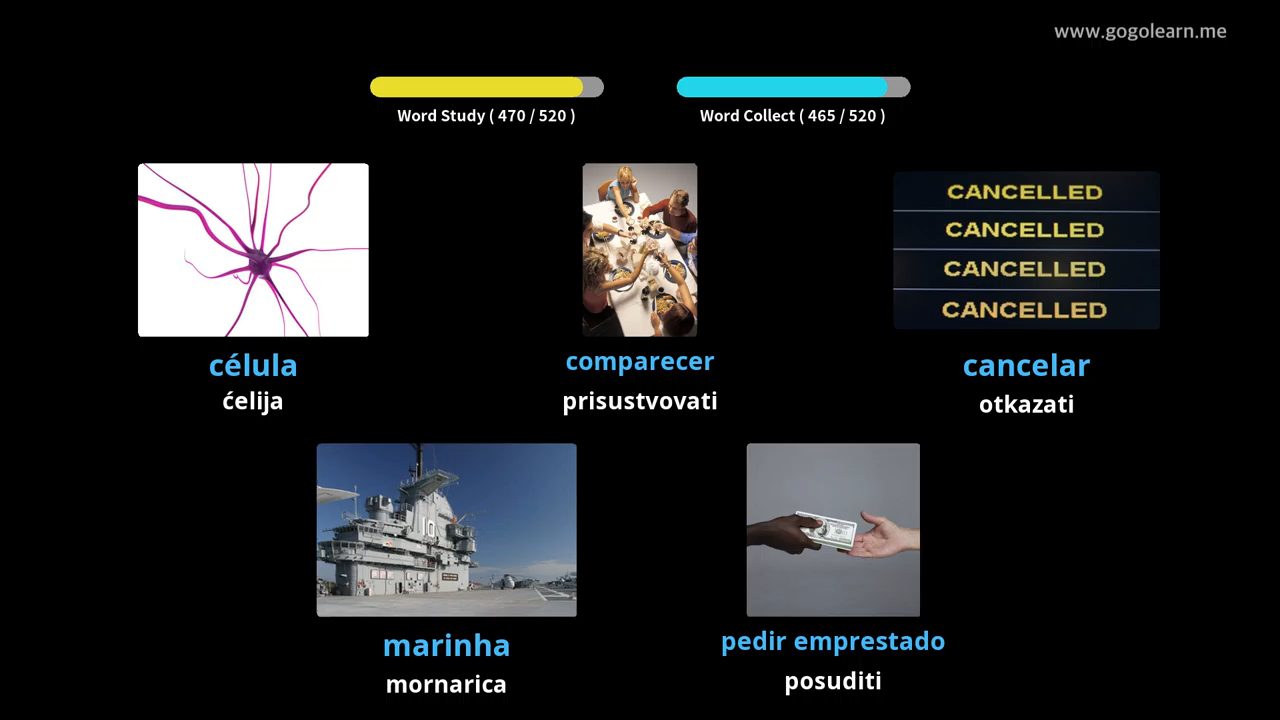 www.gogolearn.me
Word Study ( 470 / 520 )
Word Collect ( 465 / 520 )
CANCELLED
CANCELLED
CANCELLED
CANCELLED
célula
ćelija
comparecer
prisustvovati
cancelar
otkazati
10
marinha
mornarica
pedir emprestado
posuditi